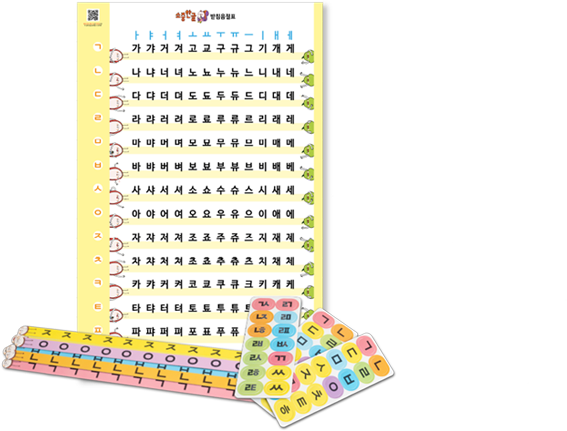 소중한글 받침음절표
ㅏ ㅑ ㅓ ㅕ ㅗ ㅛ ㅜ ㅠ ㅡ ㅣ ㅐ ㅔ
ㄱ 가 갸 거 겨 고 교 구 규 그 기 개 게
ㄴ 나 냐 너 녀 노 뇨 누 뉴 느 니 내 네
ㄷ 다 댜 더 뎌 도 됴 두 듀 드 디 대 데
ㄹ 라 랴 러 려 로 료 루 류 르 리 래 레
ㅁ 마 먀 머 며 모 묘 무 뮤 므 미 매 메
ㅂ 바 뱌 버 벼 보 뵤 부 뷰 브 비 배 베
ㅅ 사 샤 서 셔 소 쇼 수 슈 스 시 새 세
ㅇ 아 야 어 여 오 요 우 유 으 이 애 에
ㅈ 자 쟈 저 져 조 죠 주 쥬 즈 지 재 제
ㅊ 차 챠 처 쳐 초 쵸 추 츄 츠 치 채 체
ㅋ 카 캬 커 켜 코 쿄 쿠 큐 크 키 캐 케
ㅌ 타 탸 터 텨 토 툐 투 튜 트
ㅍ 파 퍄 퍼 펴 포 표 푸 퓨
ㅈ ㅈ ㅈ ㅈ ㅈ ㅈ ㅈ ㅈ
ㅇ ㅇ ㅇ ㅇ ㅇ ㅇ ㅇ ㅇ
ㄴ ㄴ ㄴ ㄴ ㄴ ㄴ ㄴ ㄴ
ㄳ ㄺ
ㄵ ㄻ
ㄶ ㄿ
ㄼ ㅄ
ㄽ ㄲ
ㅀ ㅆ
ㄾ ㅆ